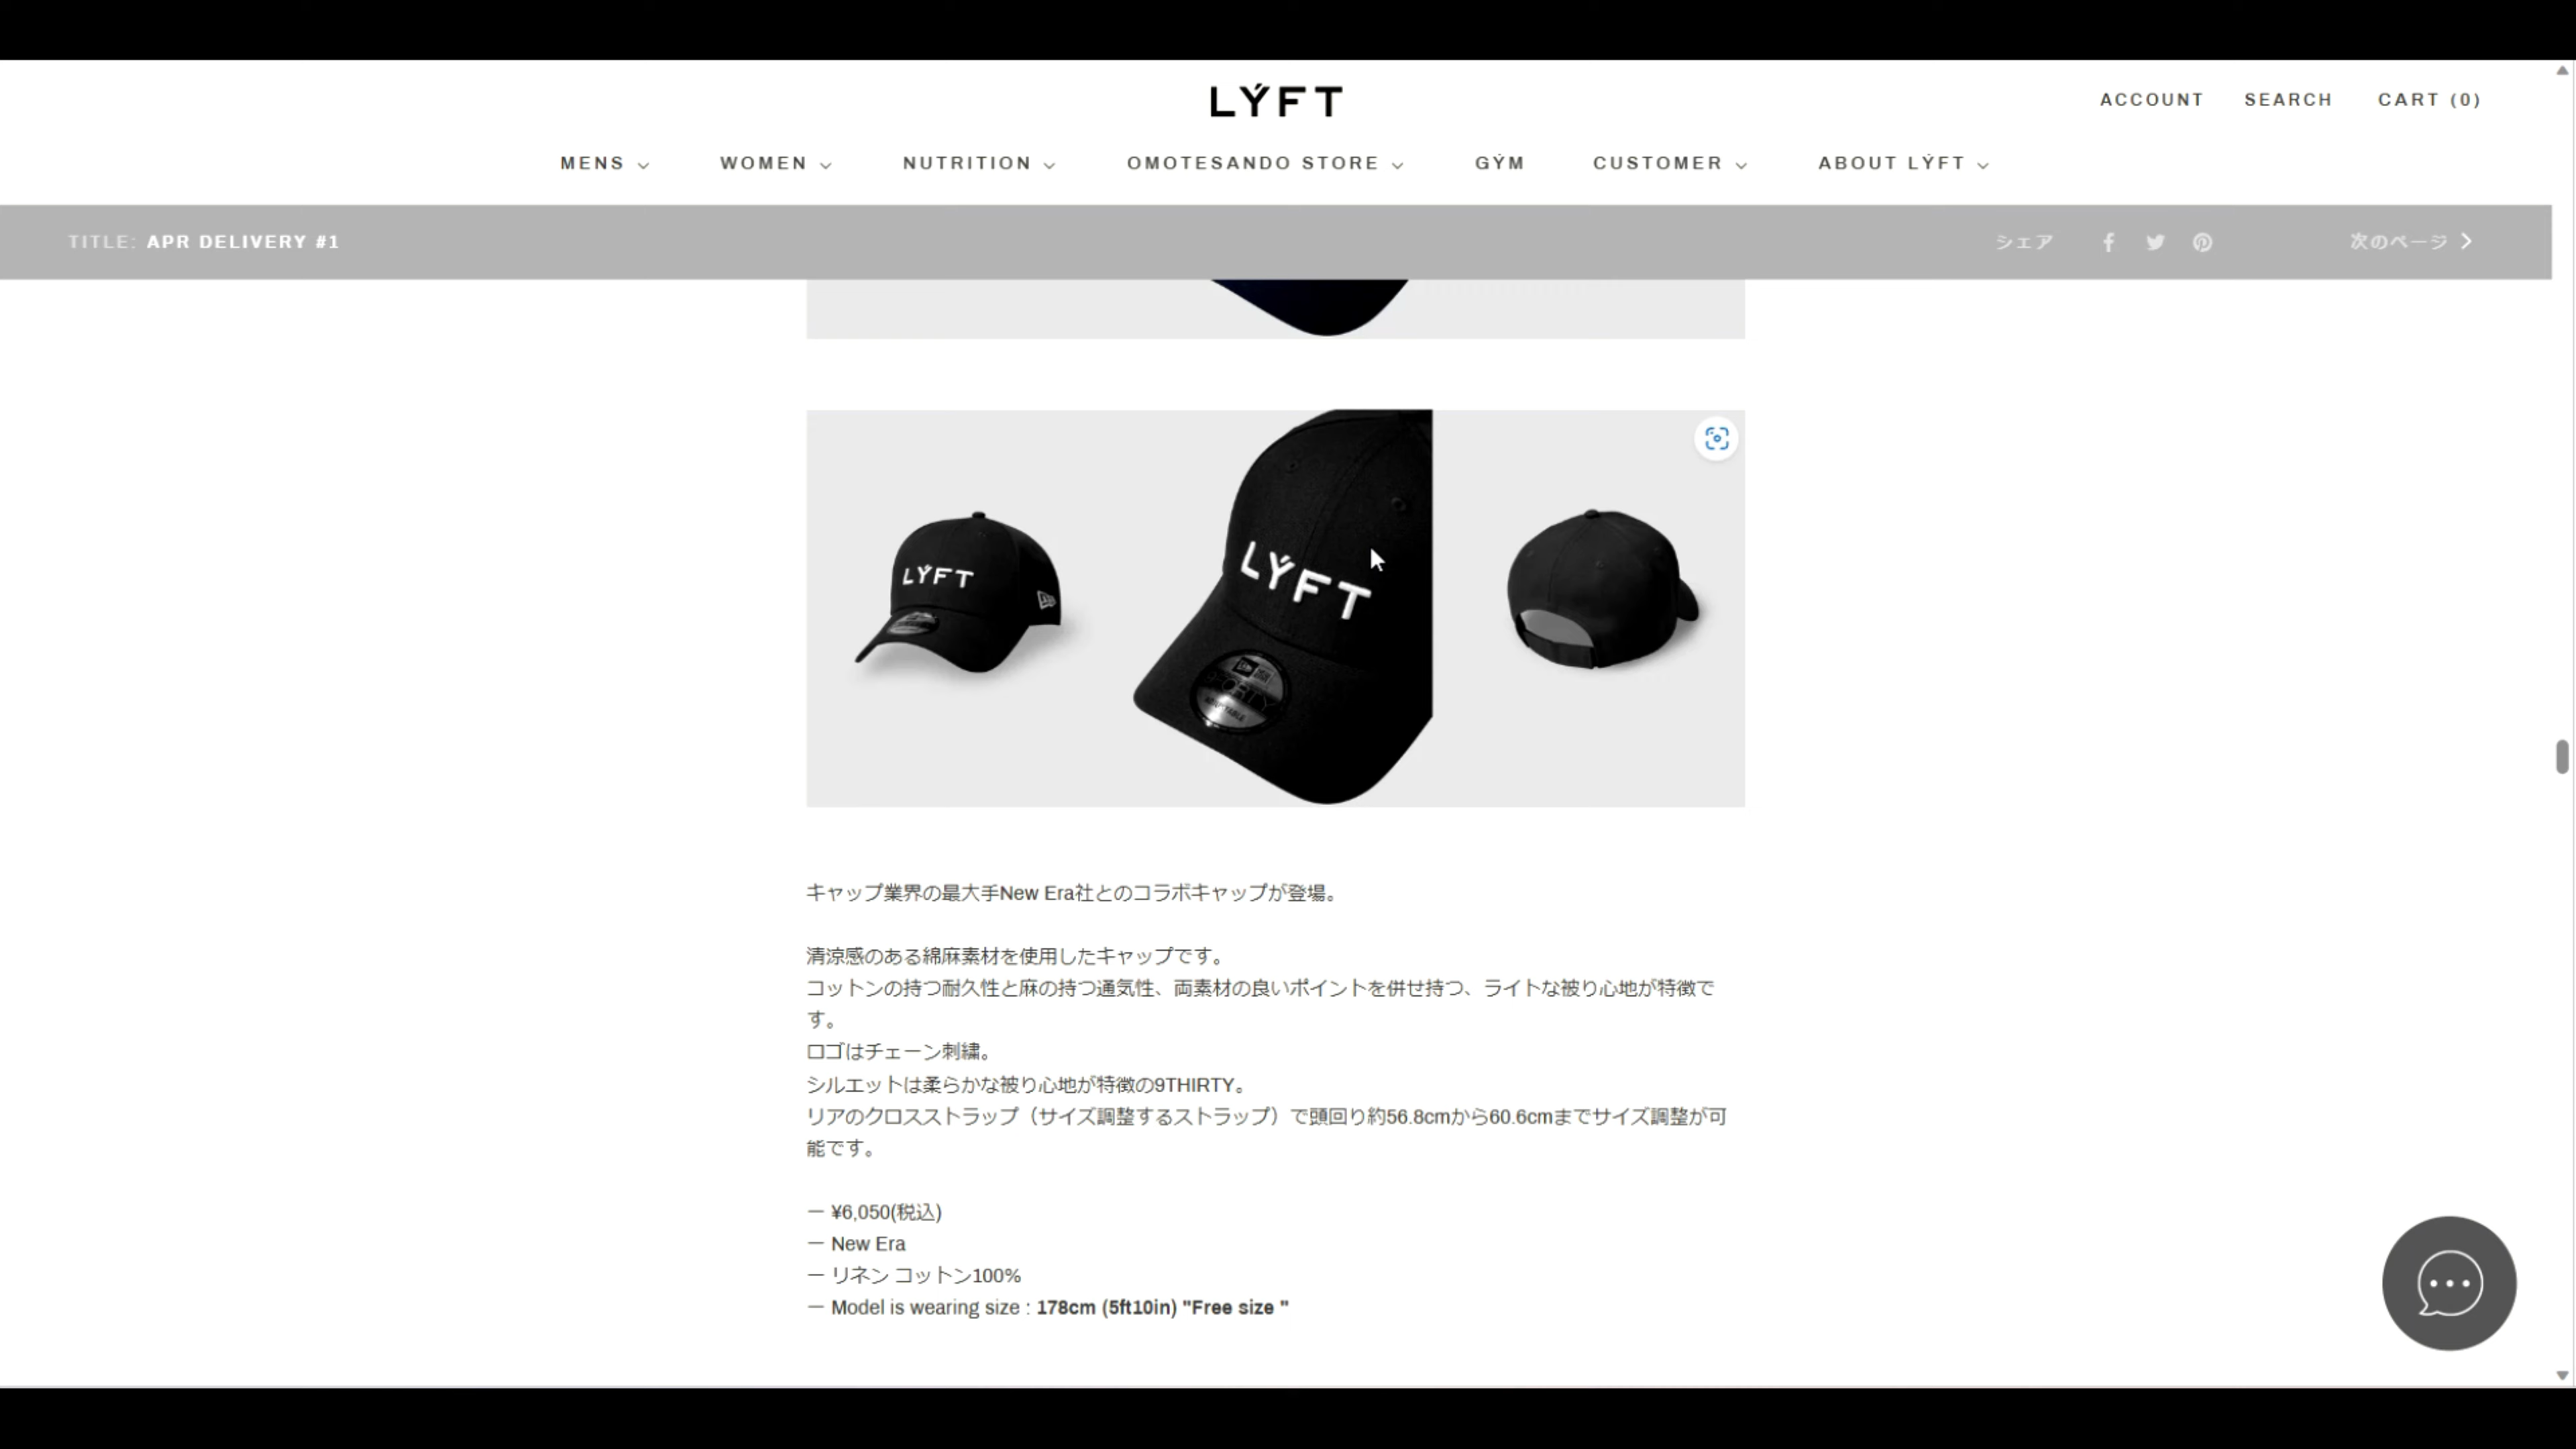 LÝFT
ACCOUNT SEARCH CART (0)
MENS WOMEN NUTRITION OMOTESANDO STORE GÝM CUSTOMER ABOUT LÝFT
TITLE: APR DELIVERY #1 シェア 次のページ
LÝFT
LÝFT
9FORTY
ADJUSTABLE
キャップ業界の最大手New Era社とのコラボキャップが登場。
清涼感のある綿麻素材を使用したキャップです。
コットンの持つ耐久性と麻の持つ通気性、両素材の良いポイントを併せ持つ、ライトな被り心地が特徴で
す。
ロゴはチェーン刺繍。
シルエットは柔らかな被り心地が特徴の9THIRTY。
リアのクロスストラップ（サイズ調整するストラップ）で頭回り約56.8cmから60.6cmまでサイズ調整が可
能です。
— ¥6,050(税込)
— New Era
— リネン コットン100%
— Model is wearing size : 178cm (5ft10in) "Free size "